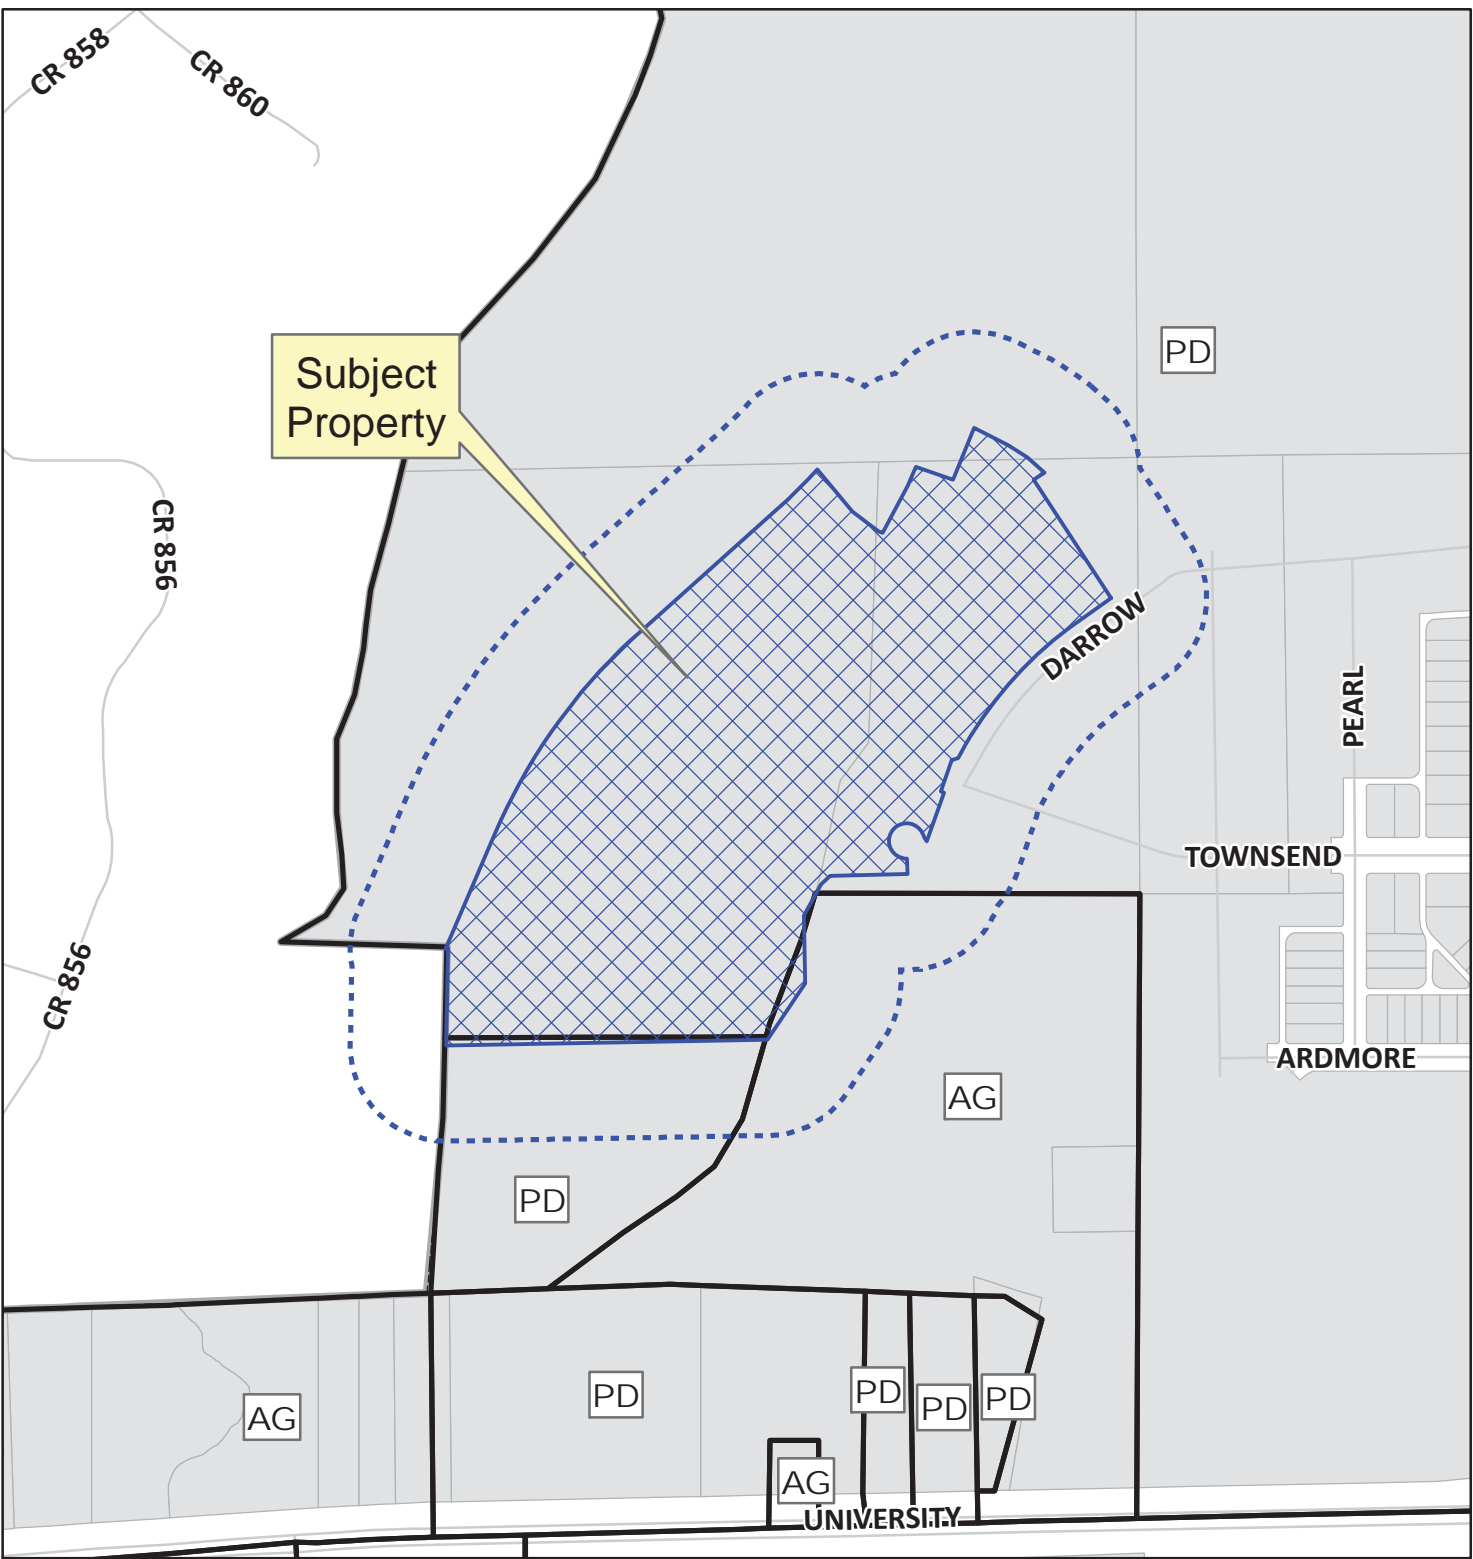 CR 858
CR 860
PD
Subject
Property
CR 856
DARROW
PEARL
TOWNSEND
CR 856
ARDMORE
AG
PD
PD
PD
PD
PD
AG
AG
UNIVERSITY